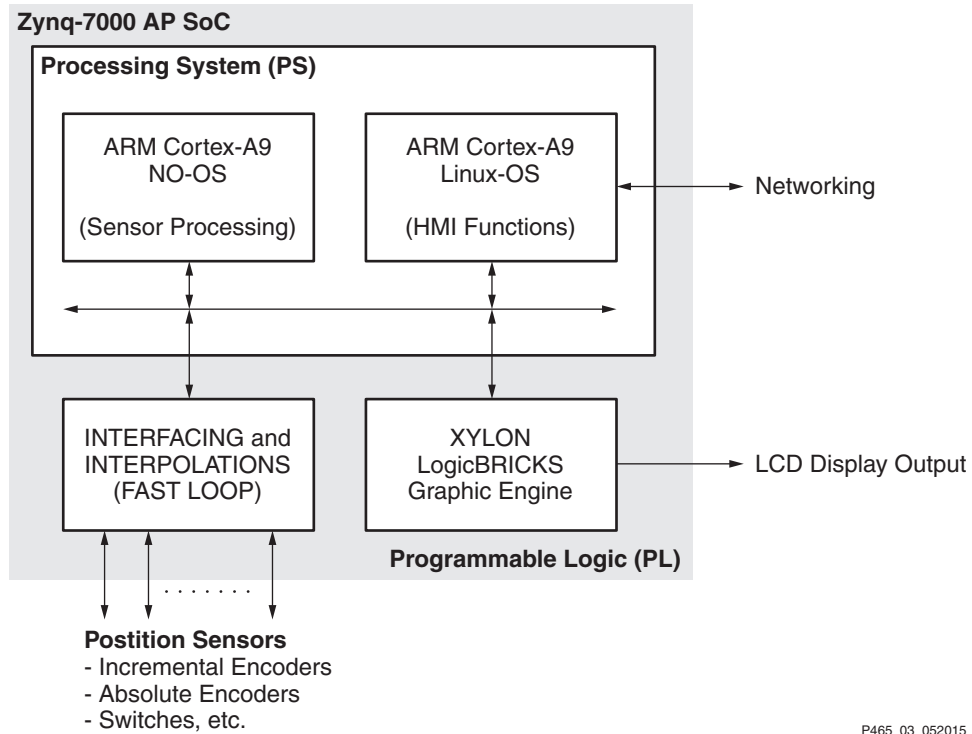 Zynq-7000 AP SoC
Processing System (PS)
ARM Cortex-A9
NO-OS
(Sensor Processing)
ARM Cortex-A9
Linux-OS
(HMI Functions)
Networking
INTERFACING and
INTERPOLATIONS
(FAST LOOP)
XYLON
LogicBRICKS
Graphic Engine
LCD Display Output
Programmable Logic (PL)
. . . . . . .
Postition Sensors
- Incremental Encoders
- Absolute Encoders
- Switches, etc.
P465_03_052015